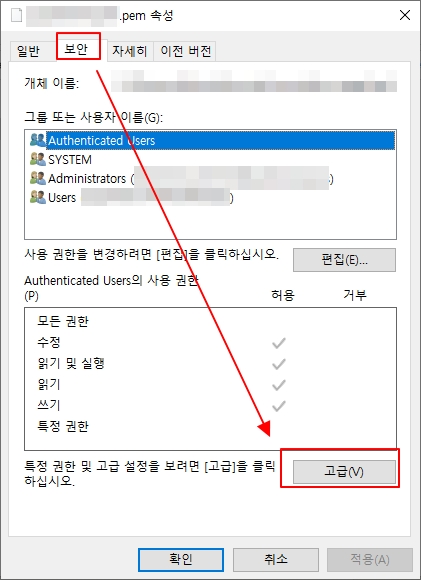 .pem 속성
일반 보안 자세히 이전 버전
개체 이름:
그룹 또는 사용자 이름(G):
Authenticated Users
SYSTEM
Administrators ( s)
Users )
사용 권한을 변경하려면 [편집]을 클릭하십시오.
편집(E)...
Authenticated Users의 사용 권한
(P) 허용 거부
모든 권한
수정
읽기 및 실행
읽기
쓰기
특정 권한
특정 권한 및 고급 설정을 보려면 [고급]을 클릭
하십시오.
고급(V)
확인 취소 적용(A)